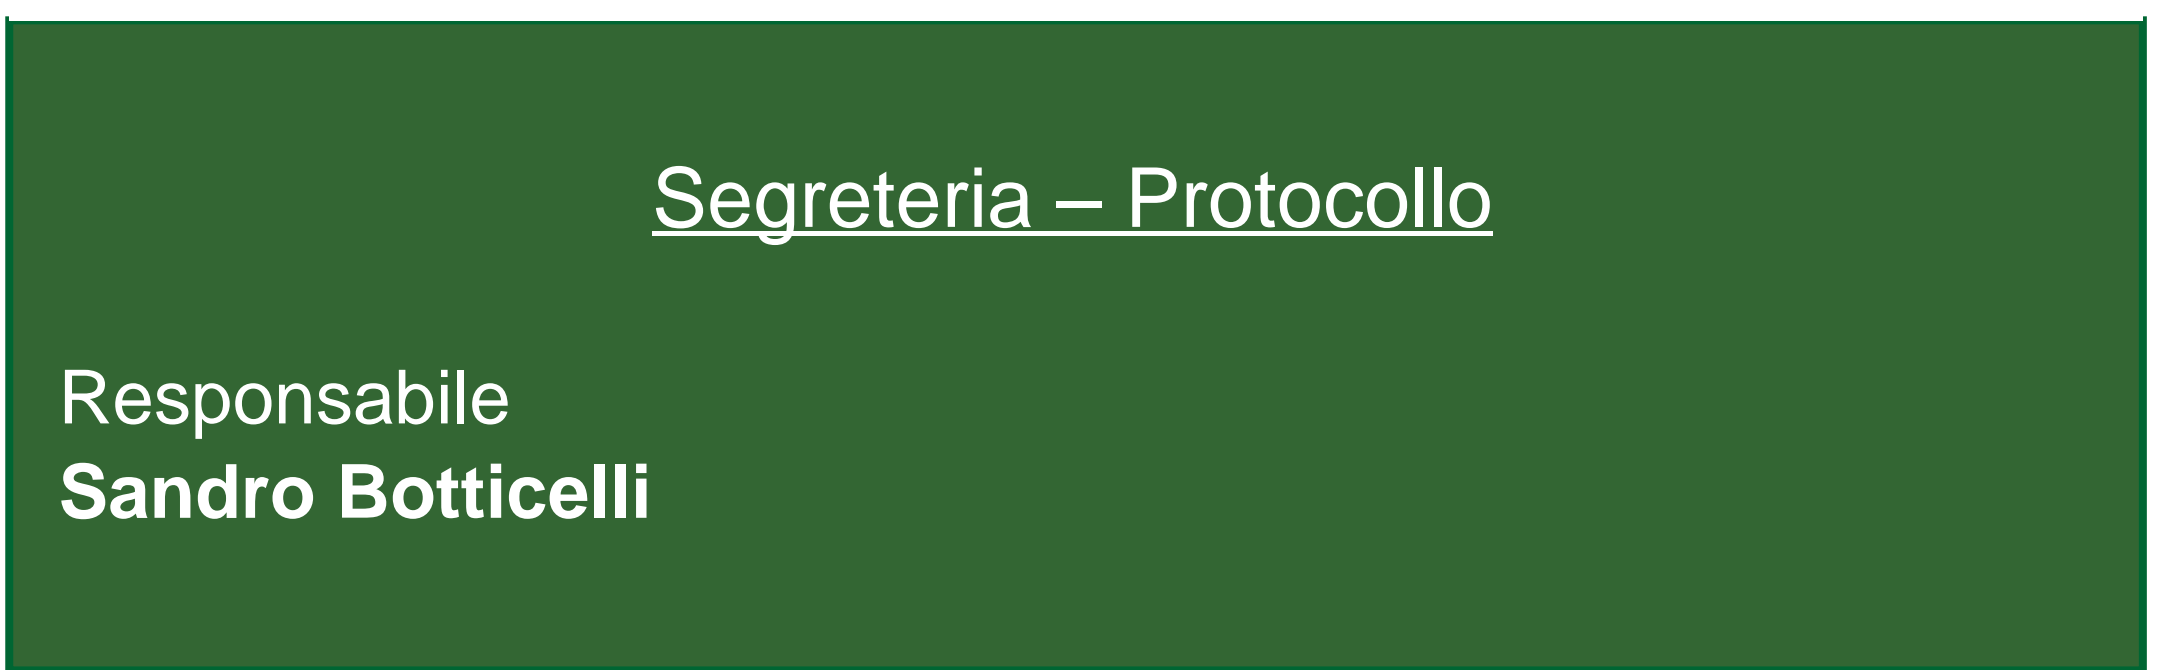 Segreteria – Protocollo
Responsabile
Sandro Botticelli